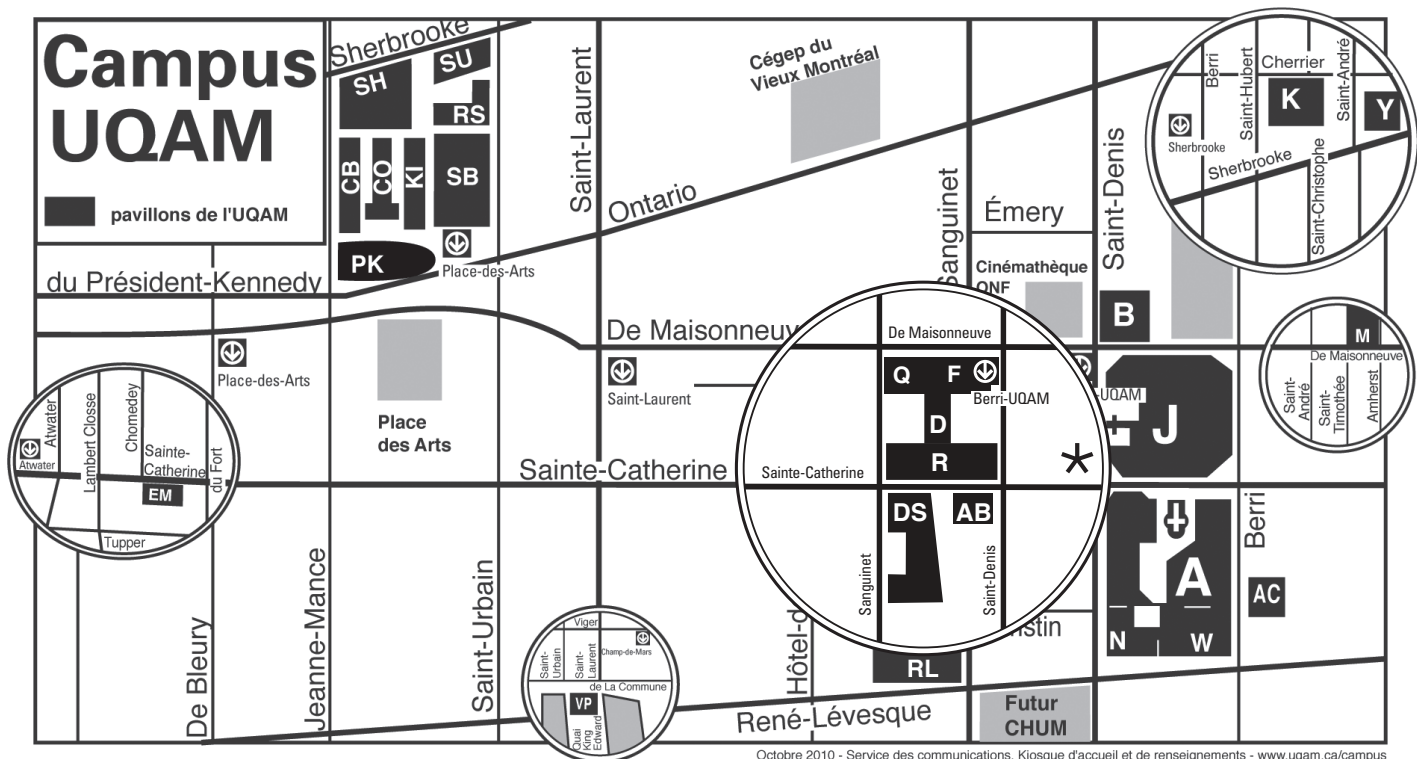 Campus
UQAM
pavillons de l'UQAM
Sherbrooke
SH
SU
RS
CB
CO
KI
SB
PK
Place-des-Arts
du Président-Kennedy
Saint-Laurent
Ontario
Cégep du
Vieux Montréal
Sanguinet
Émery
Saint-Denis
Cinémathèque
ONF
B
Berri
Saint-Hubert
Cherrier
Saint-André
K
Y
Sherbrooke
Sherbrooke
Saint-Christophe
De Maisonneuv
Place-des-Arts
Saint-Laurent
Place
des Arts
Sainte-Catherine
De Maisonneuve
Q
F
D
R
Berri-UQAM
Sainte-Catherine
DS
AB
Sanguinet
Saint-Denis
*
-UQAM
J
M
De Maisonneuve
Saint-
André
Saint-
Timothée
Amherst
Atwater
Atwater
Lambert Closse
Chomedey
Sainte-
Catherine
du Fort
EM
Tupper
A
N
W
Berri
AC
De Bleury
Jeanne-Mance
Saint-Urbain
Viger
Saint-
Urbain
Saint-
Laurent
Champ-de-Mars
de La Commune
VP
Quai
King
Edward
Hôtel-d
RL
istin
René-Lévesque
Futur
CHUM
Octobre 2010 - Service des communications, Kiosque d'accueil et de renseignements - www.uqam.ca/campus